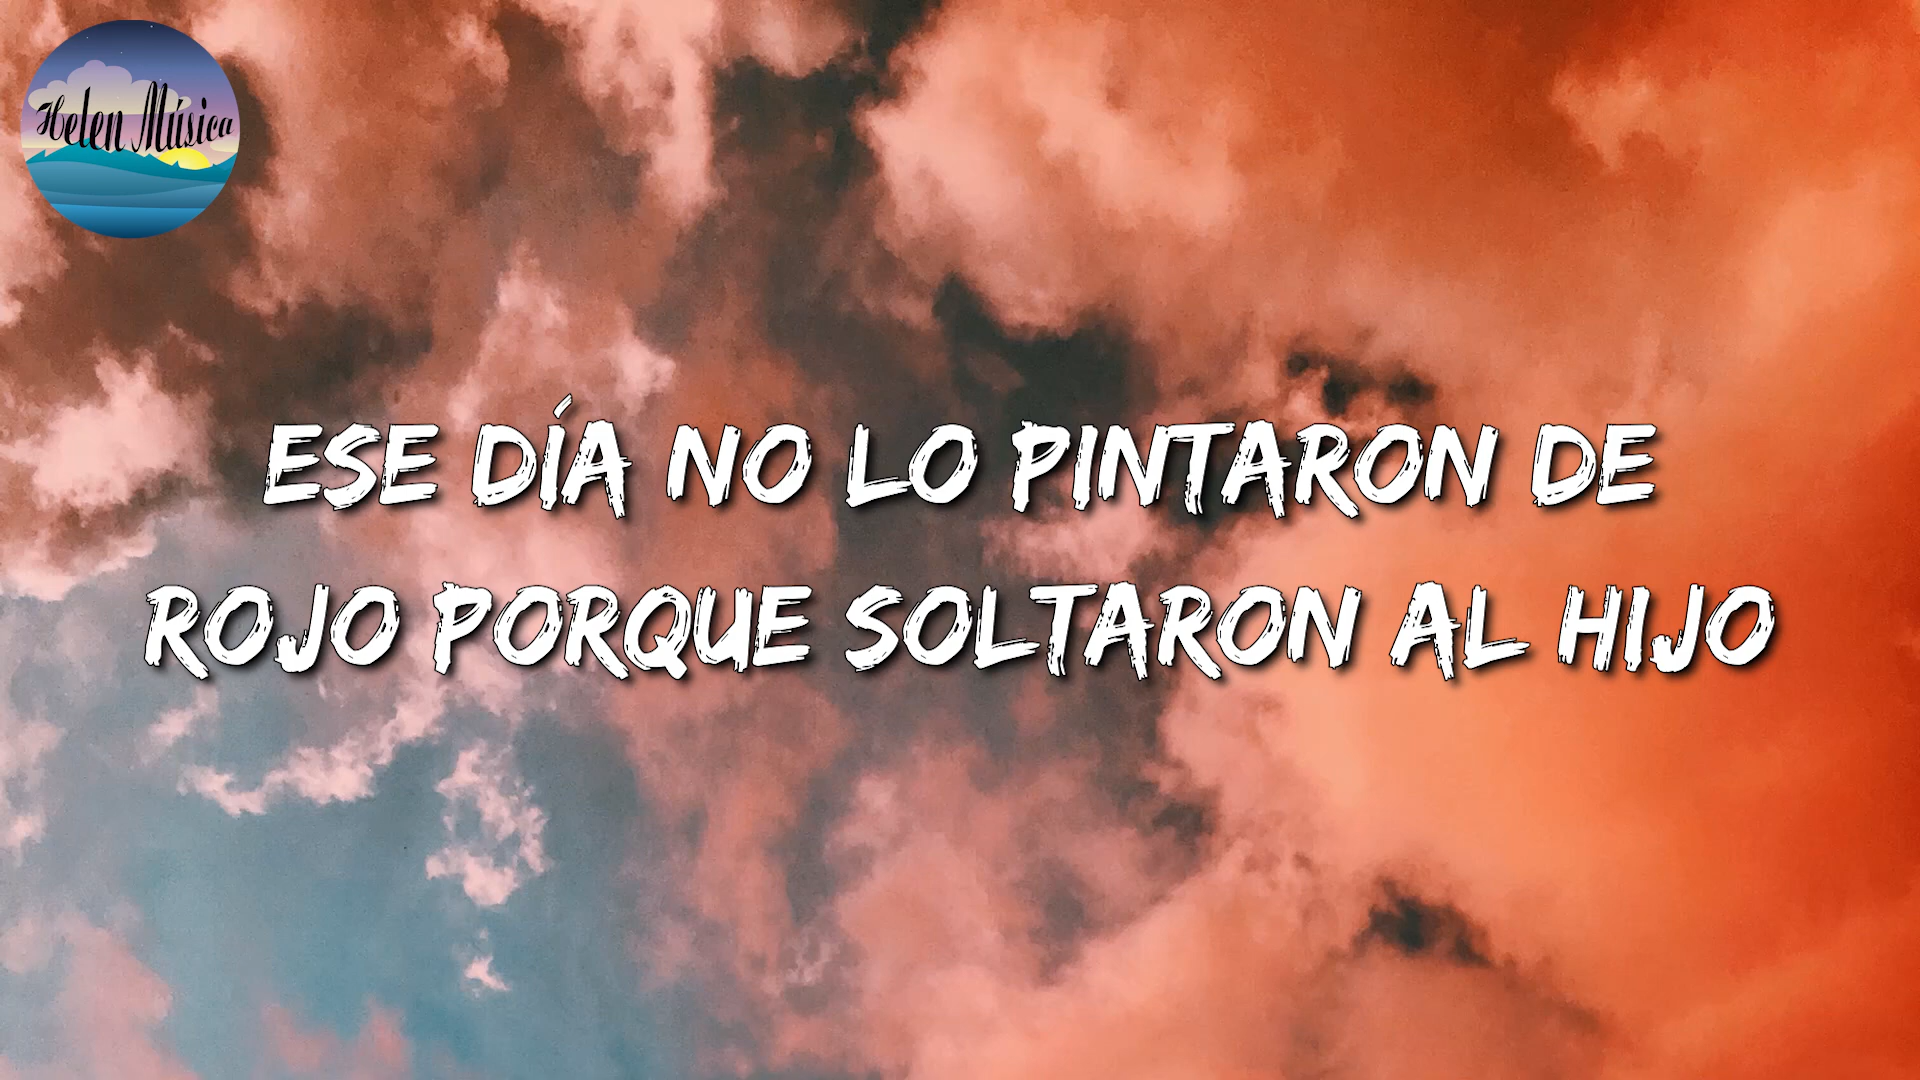 Helen Música
ESE DÍA NO LO PINTARON DE
ROJO PORQUE SOLTARON AL HIJO